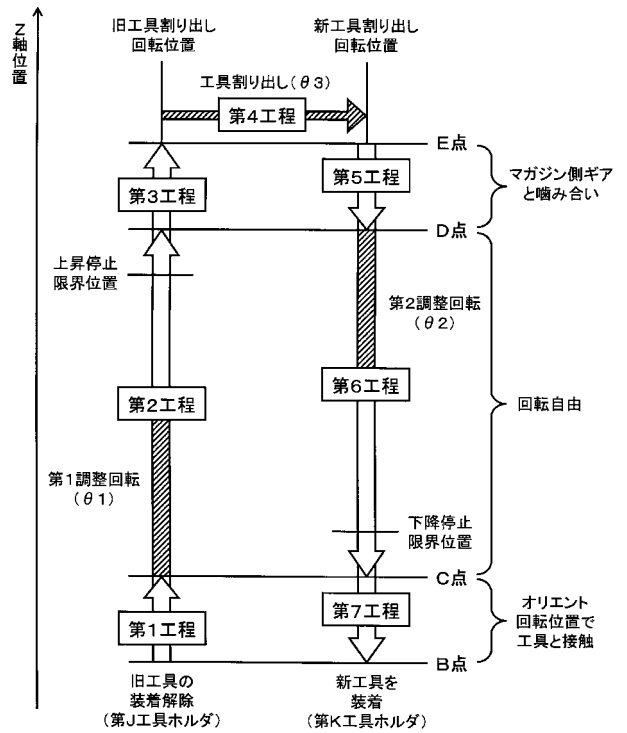 Z軸位置
旧工具割り出し
回転位置
新工具割り出し
回転位置
工具割り出し(θ3)
第4工程
E点
第3工程
第5工程
マガジン側ギア
と噛み合い
D点
上昇停止
限界位置
第2調整回転
(θ2)
第2工程
第6工程
回転自由
第1調整回転
(θ1)
下降停止
限界位置
C点
第1工程
第7工程
オリエント
回転位置で
工具と接触
B点
旧工具の
装着解除
(第J工具ホルダ)
新工具を
装着
(第K工具ホルダ)